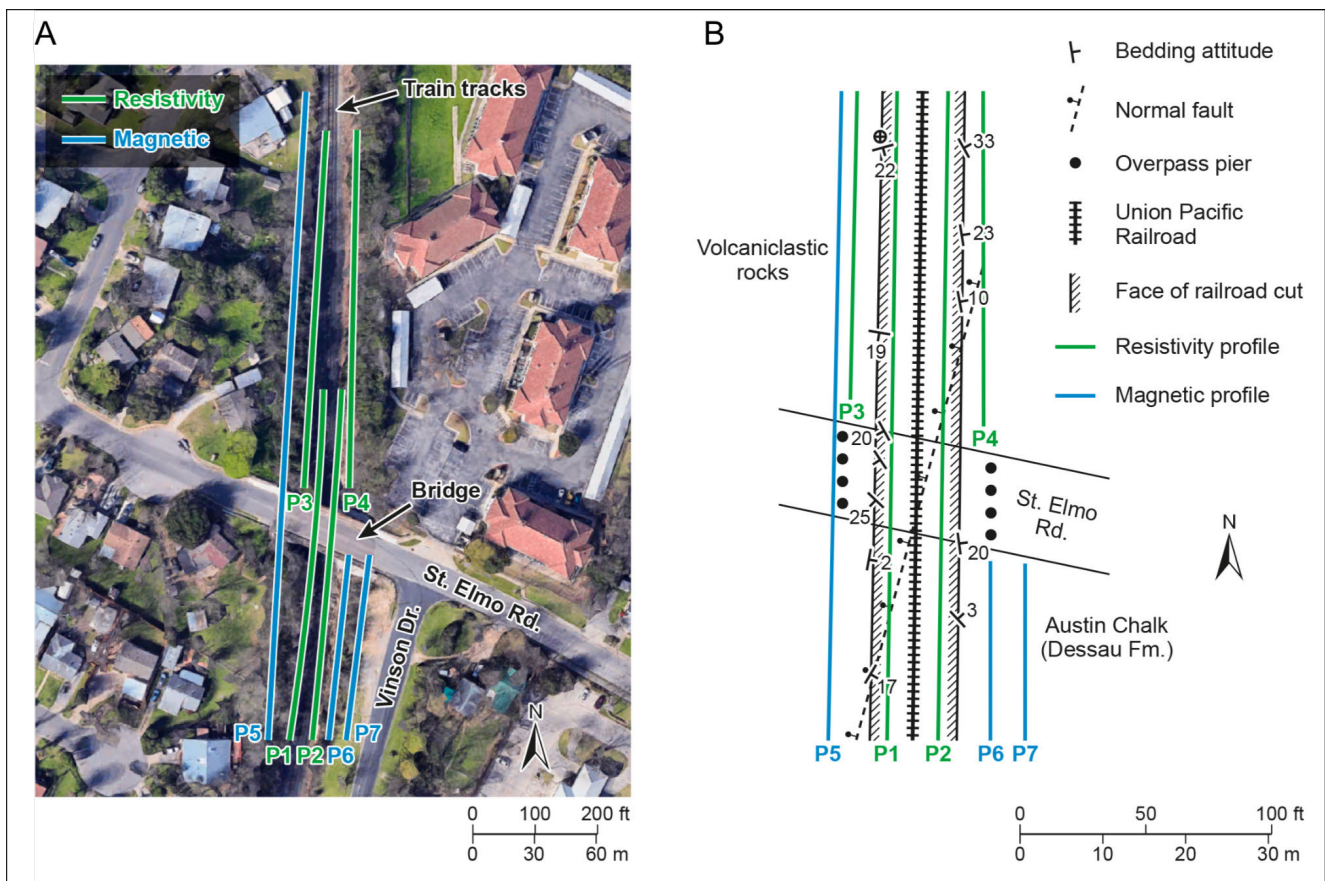 A
Resistivity
Magnetic
Train tracks
P3
P4
Bridge
St. Elmo Rd.
Vinson Dr.
P5
P1
P2
P6
P7
N
0 100 200 ft
0 30 60 m
B
Bedding attitude
Normal fault
Overpass pier
Union Pacific
Railroad
Face of railroad cut
Resistivity profile
Magnetic profile
33
22
23
Volcaniclastic
rocks
10
19
P3
20
P4
25
St. Elmo
Rd.
N
20
2
3
Austin Chalk
(Dessau Fm.)
17
P5
P1
P2
P6
P7
0 50 100 ft
0 10 20 30 m